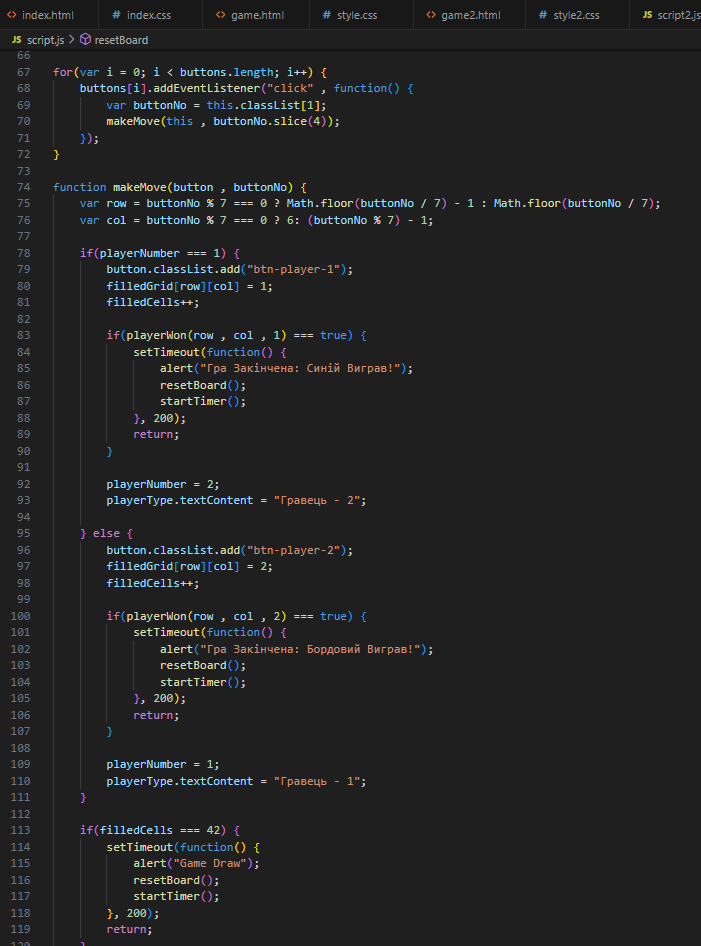 index.html # index.css game.html # style.css game2.html # style2.css JS script2.js
JS script.js > resetBoard
66
67 for(var i = 0; i < buttons.length; i++) {
68 buttons[i].addEventListener("click" , function() {
69 var buttonNo = this.classList[1];
70 makeMove(this , buttonNo.slice(4));
71 });
72 }
73
74 function makeMove(button , buttonNo) {
75 var row = buttonNo % 7 === 0 ? Math.floor(buttonNo / 7) - 1 : Math.floor(buttonNo / 7);
76 var col = buttonNo % 7 === 0 ? 6: (buttonNo % 7) - 1;
77
78 if(playerNumber === 1) {
79 button.classList.add("btn-player-1");
80 filledGrid[row][col] = 1;
81 filledCells++;
82
83 if(playerWon(row , col , 1) === true) {
84 setTimeout(function() {
85 alert("Гра Закінчена: Синій Виграв!");
86 resetBoard();
87 startTimer();
88 }, 200);
89 return;
90 }
91
92 playerNumber = 2;
93 playerType.textContent = "Гравець - 2";
94
95 } else {
96 button.classList.add("btn-player-2");
97 filledGrid[row][col] = 2;
98 filledCells++;
99
100 if(playerWon(row , col , 2) === true) {
101 setTimeout(function() {
102 alert("Гра Закінчена: Бордовий Виграв!");
103 resetBoard();
104 startTimer();
105 }, 200);
106 return;
107 }
108
109 playerNumber = 1;
110 playerType.textContent = "Гравець - 1";
111 }
112
113 if(filledCells === 42) {
114 setTimeout(function() {
115 alert("Game Draw");
116 resetBoard();
117 startTimer();
118 }, 200);
119 return;
120 }